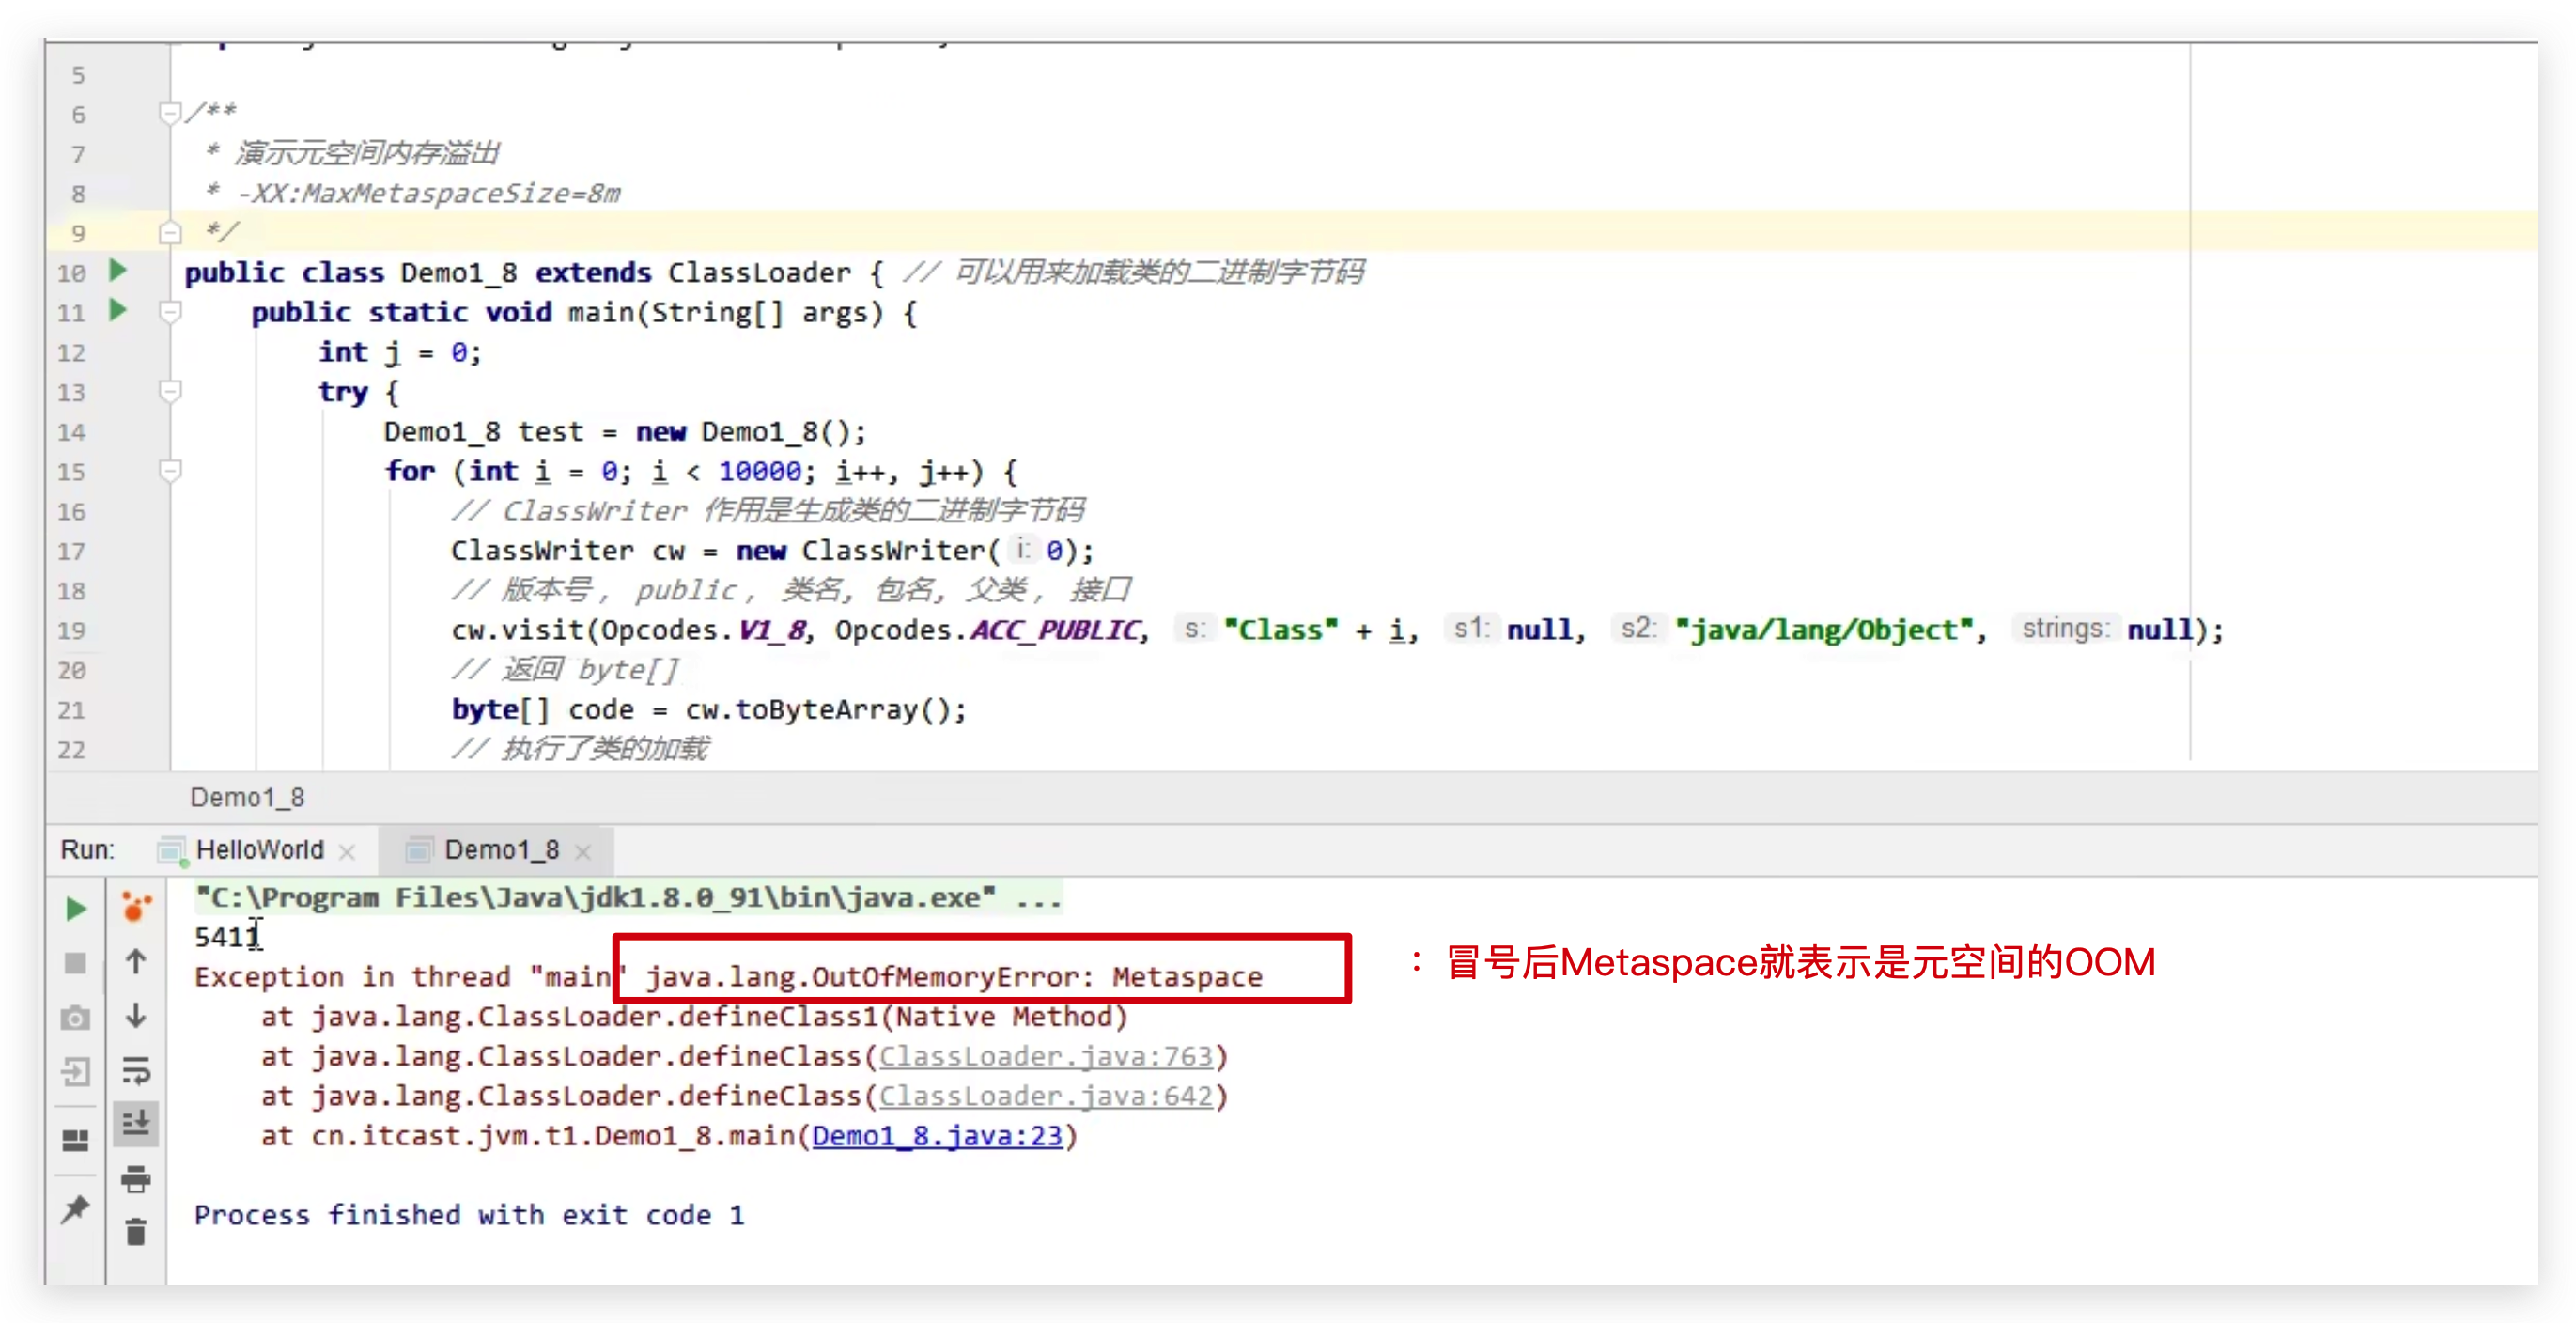 5
6 /**
7 * 演示元空间内存溢出
8 * -XX:MaxMetaspaceSize=8m
9 */
10 public class Demo1_8 extends ClassLoader { // 可以用来加载类的二进制字节码
11 public static void main(String[] args) {
12 int j = 0;
13 try {
14 Demo1_8 test = new Demo1_8();
15 for (int i = 0; i < 10000; i++, j++) {
16 // ClassWriter 作用是生成类的二进制字节码
17 ClassWriter cw = new ClassWriter( i: 0);
18 // 版本号, public, 类名, 包名, 父类, 接口
19 cw.visit(Opcodes.V1_8, Opcodes.ACC_PUBLIC, s: "Class" + i, s1: null, s2: "java/lang/Object", strings: null);
20 // 返回 byte[]
21 byte[] code = cw.toByteArray();
22 // 执行了类的加载
Demo1_8
Run: HelloWorld × Demo1_8 ×
"C:\Program Files\Java\jdk1.8.0_91\bin\java.exe" ...
5411
Exception in thread "main" java.lang.OutOfMemoryError: Metaspace
：冒号后Metaspace就表示是元空间的OOM
at java.lang.ClassLoader.defineClass1(Native Method)
at java.lang.ClassLoader.defineClass(ClassLoader.java:763)
at java.lang.ClassLoader.defineClass(ClassLoader.java:642)
at cn.itcast.jvm.t1.Demo1_8.main(Demo1_8.java:23)
Process finished with exit code 1